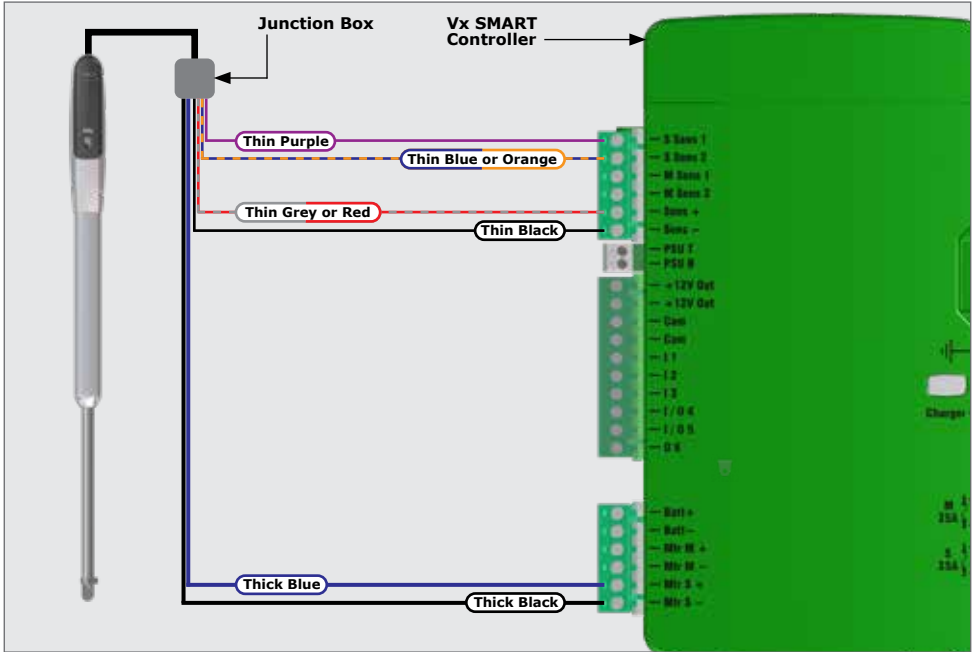 Junction Box
Vx SMART
Controller
Thin Purple
Thin Blue or Orange
Thin Grey or Red
Thin Black
S Sens 1
S Sens 2
M Sens 1
M Sens 2
Sens +
Sens −
PSU T
PSU N
+12V Out
+12V Out
Com
Com
I 1
I 2
I 3
I / O 4
I / O 5
O 6
Charger
Batt+
Batt−
Mtr M +
Mtr M −
Mtr S +
Mtr S −
M
25A
S
Thick Blue
Thick Black